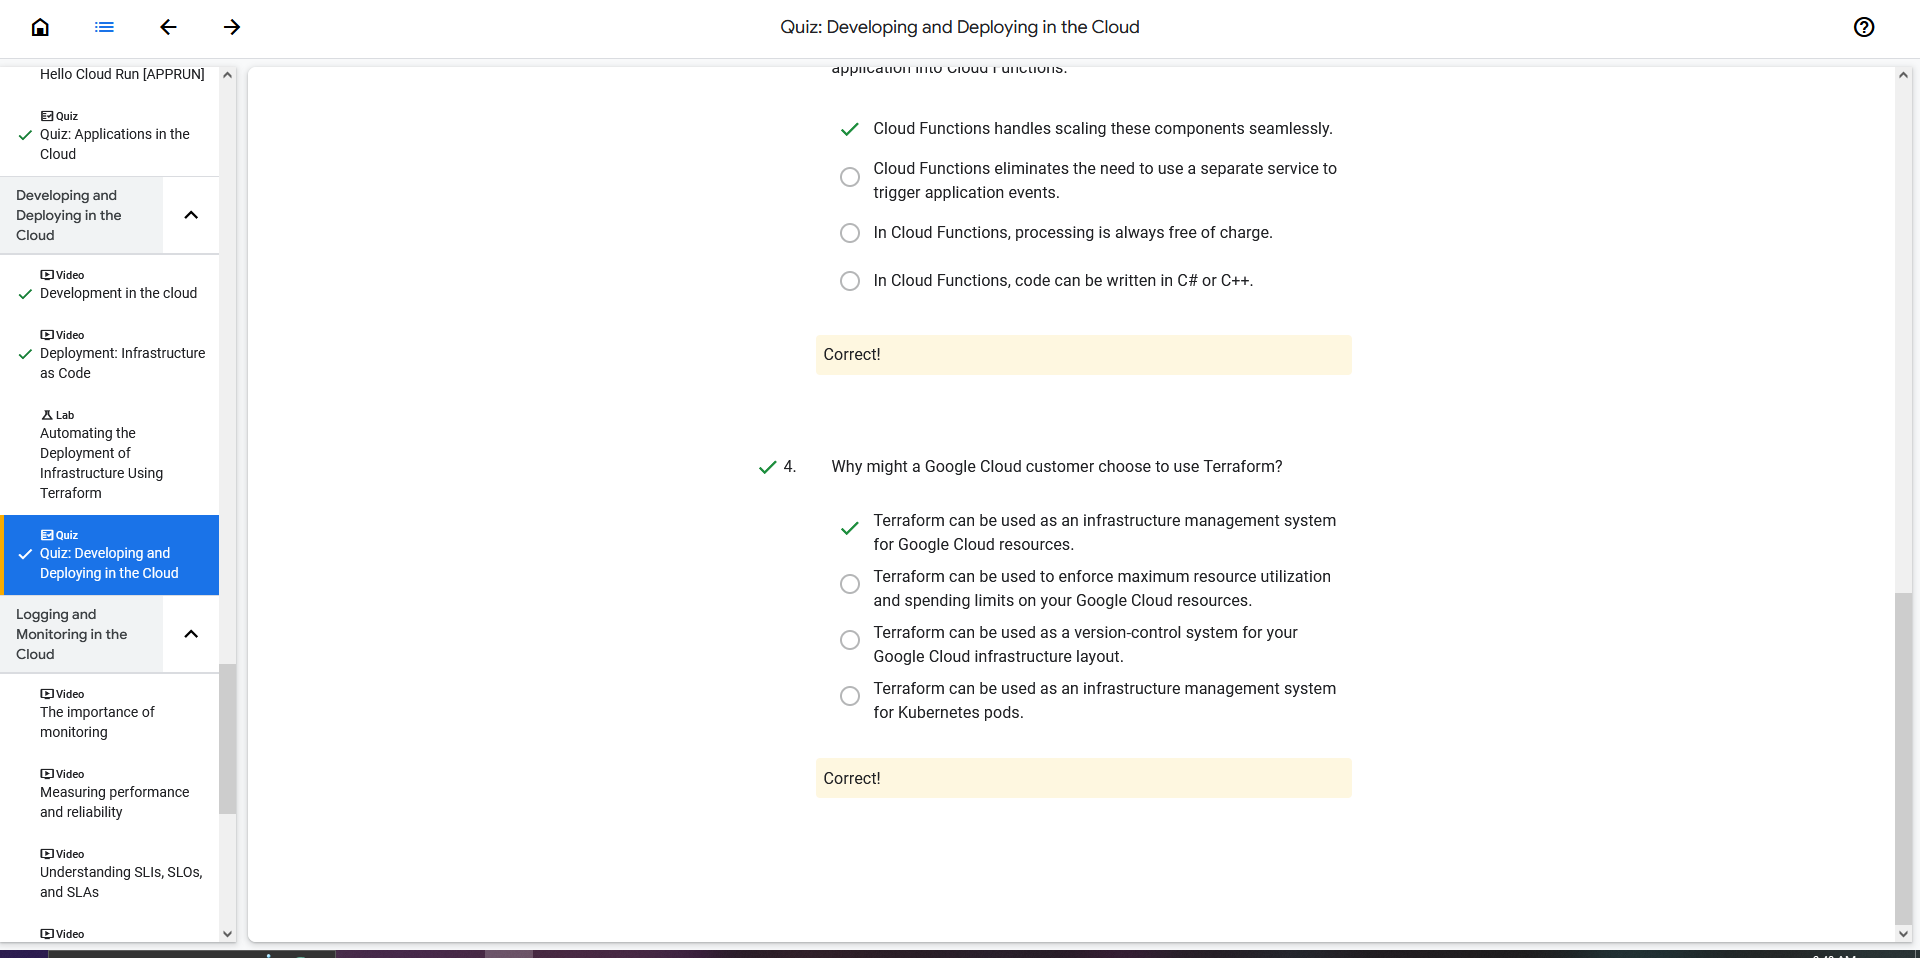 Quiz: Developing and Deploying in the Cloud
Hello Cloud Run [APPRUN]
Quiz
Quiz: Applications in the
Cloud
Developing and
Deploying in the
Cloud
Video
Development in the cloud
Video
Deployment: Infrastructure
as Code
Lab
Automating the
Deployment of
Infrastructure Using
Terraform
Quiz
Quiz: Developing and
Deploying in the Cloud
Logging and
Monitoring in the
Cloud
Video
The importance of
monitoring
Video
Measuring performance
and reliability
Video
Understanding SLIs, SLOs,
and SLAs
Video
application into Cloud Functions.
Cloud Functions handles scaling these components seamlessly.
Cloud Functions eliminates the need to use a separate service to
trigger application events.
In Cloud Functions, processing is always free of charge.
In Cloud Functions, code can be written in C# or C++.
Correct!
4. Why might a Google Cloud customer choose to use Terraform?
Terraform can be used as an infrastructure management system
for Google Cloud resources.
Terraform can be used to enforce maximum resource utilization
and spending limits on your Google Cloud resources.
Terraform can be used as a version-control system for your
Google Cloud infrastructure layout.
Terraform can be used as an infrastructure management system
for Kubernetes pods.
Correct!